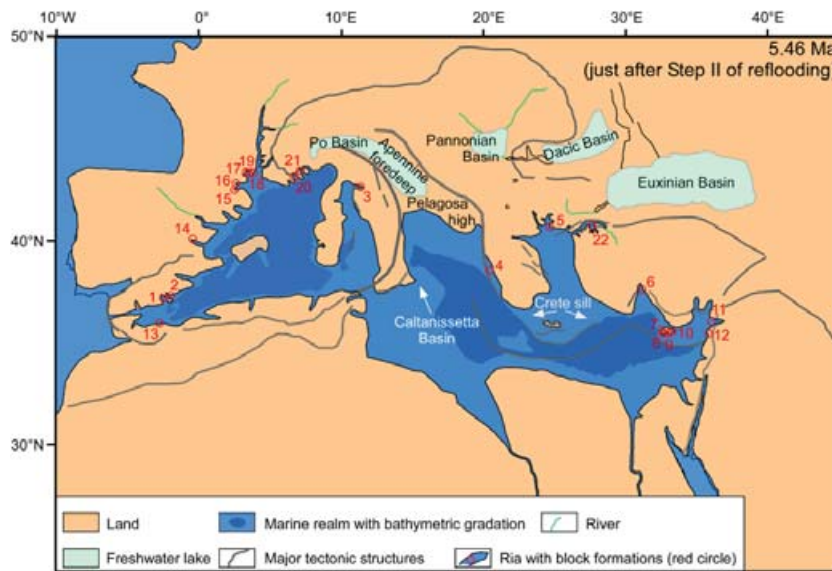 10°W 0° 10°E 20°E 30°E 40°E
50°N
5.46 Ma
(just after Step II of reflooding)
Po Basin
Pannonian
Basin
Dacic Basin
Apennine
foredeep
Euxinian Basin
Pelagosa
high
19
17
21
16
18
20
15
3
14
40°N
5
22
4
2
1
6
Crete sill
13
Caltanissetta
Basin
11
7
10
12
8
9
30°N
Land
Marine realm with bathymetric gradation
River
Freshwater lake
Major tectonic structures
Ria with block formations (red circle)